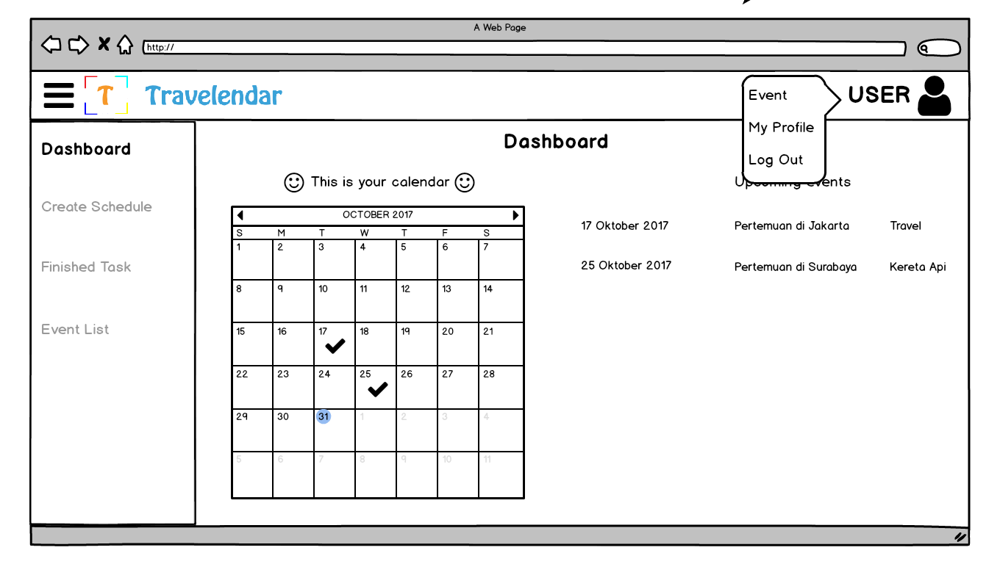 A Web Page
http://
T Travelendar
USER
Event
My Profile
Log Out
Dashboard
Create Schedule
Finished Task
Event List
Dashboard
This is your calendar
OCTOBER 2017
S M T W T F S
1 2 3 4 5 6 7
8 9 10 11 12 13 14
15 16 17 18 19 20 21
22 23 24 25 26 27 28
29 30 31 1 2 3 4
5 6 7 8 9 10 11
Upcoming events
17 Oktober 2017 Pertemuan di Jakarta Travel
25 Oktober 2017 Pertemuan di Surabaya Kereta Api